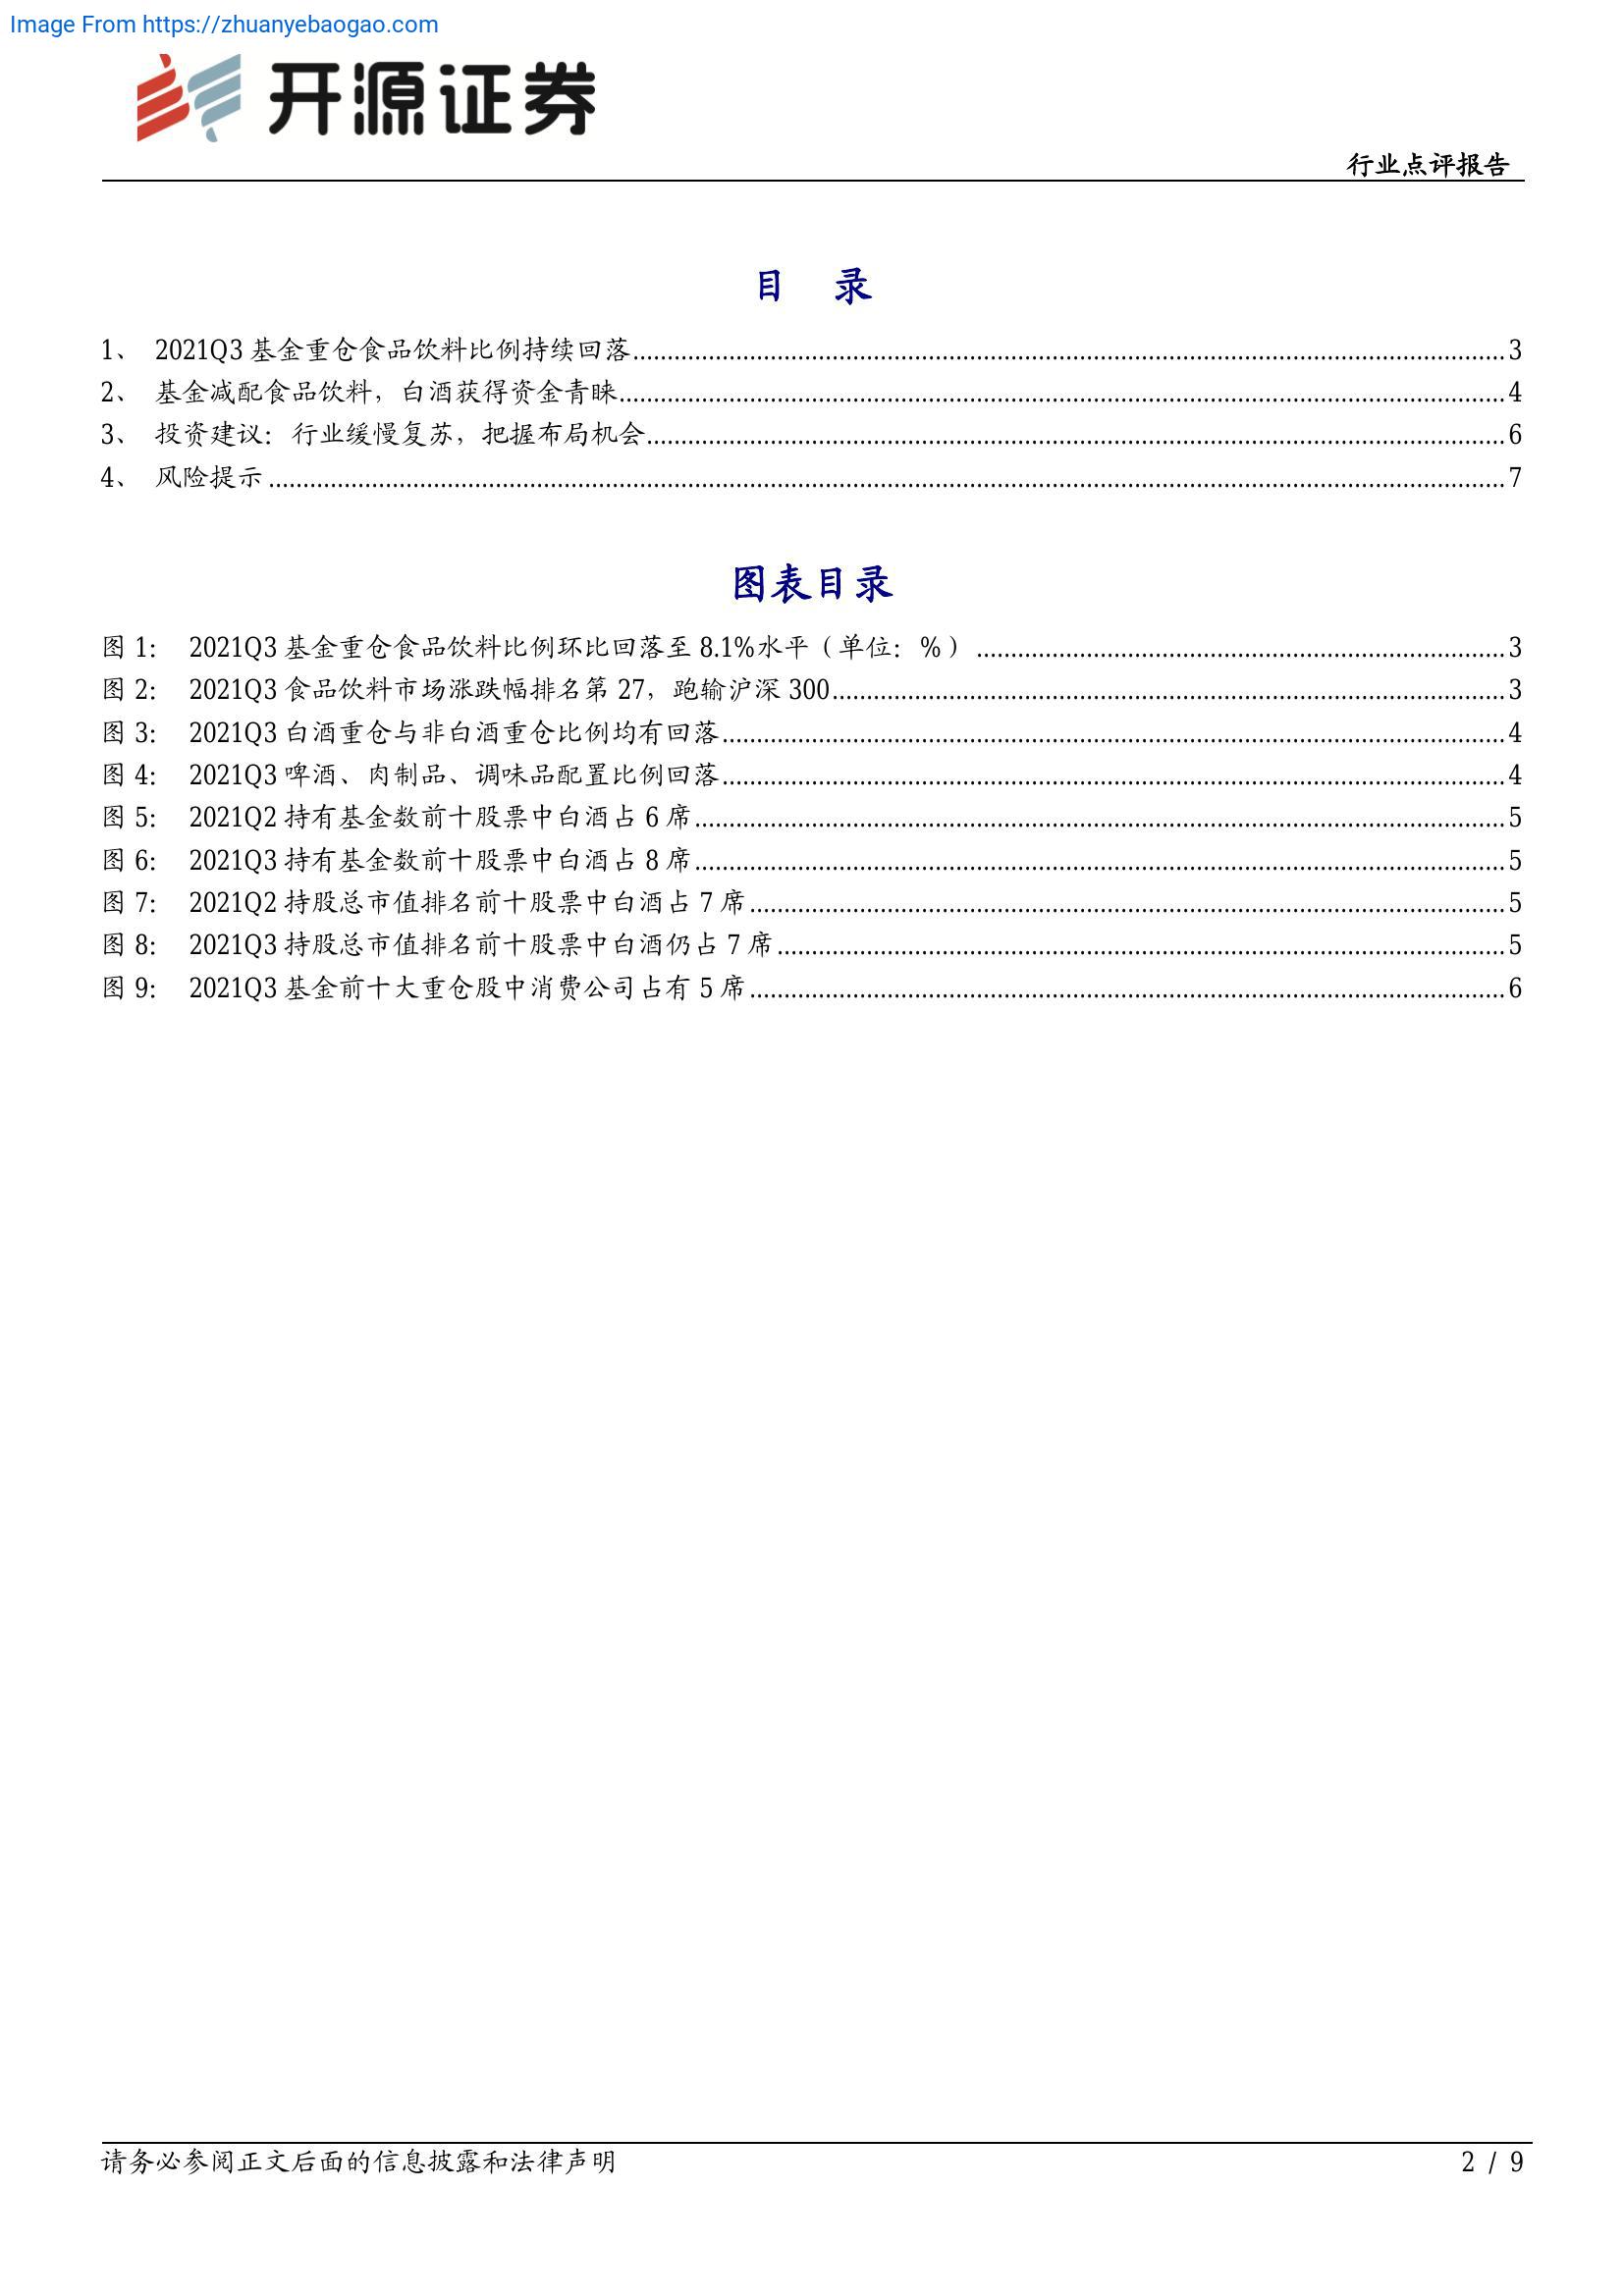 Image From https://zhuanyebaogao.com
开源证券
行业点评报告
目 录
1、 2021Q3 基金重仓食品饮料比例持续回落 3
2、 基金减配食品饮料，白酒获得资金青睐 4
3、 投资建议：行业缓慢复苏，把握布局机会 6
4、 风险提示 7
图表目录
图 1： 2021Q3 基金重仓食品饮料比例环比回落至 8.1%水平（单位：%） 3
图 2： 2021Q3 食品饮料市场涨跌幅排名第 27，跑输沪深 300 3
图 3： 2021Q3 白酒重仓与非白酒重仓比例均有回落 4
图 4： 2021Q3 啤酒、肉制品、调味品配置比例回落 4
图 5： 2021Q2 持有基金数前十股票中白酒占 6 席 5
图 6： 2021Q3 持有基金数前十股票中白酒占 8 席 5
图 7： 2021Q2 持股总市值排名前十股票中白酒占 7 席 5
图 8： 2021Q3 持股总市值排名前十股票中白酒仍占 7 席 5
图 9： 2021Q3 基金前十大重仓股中消费公司占有 5 席 6
请务必参阅正文后面的信息披露和法律声明 2 / 9